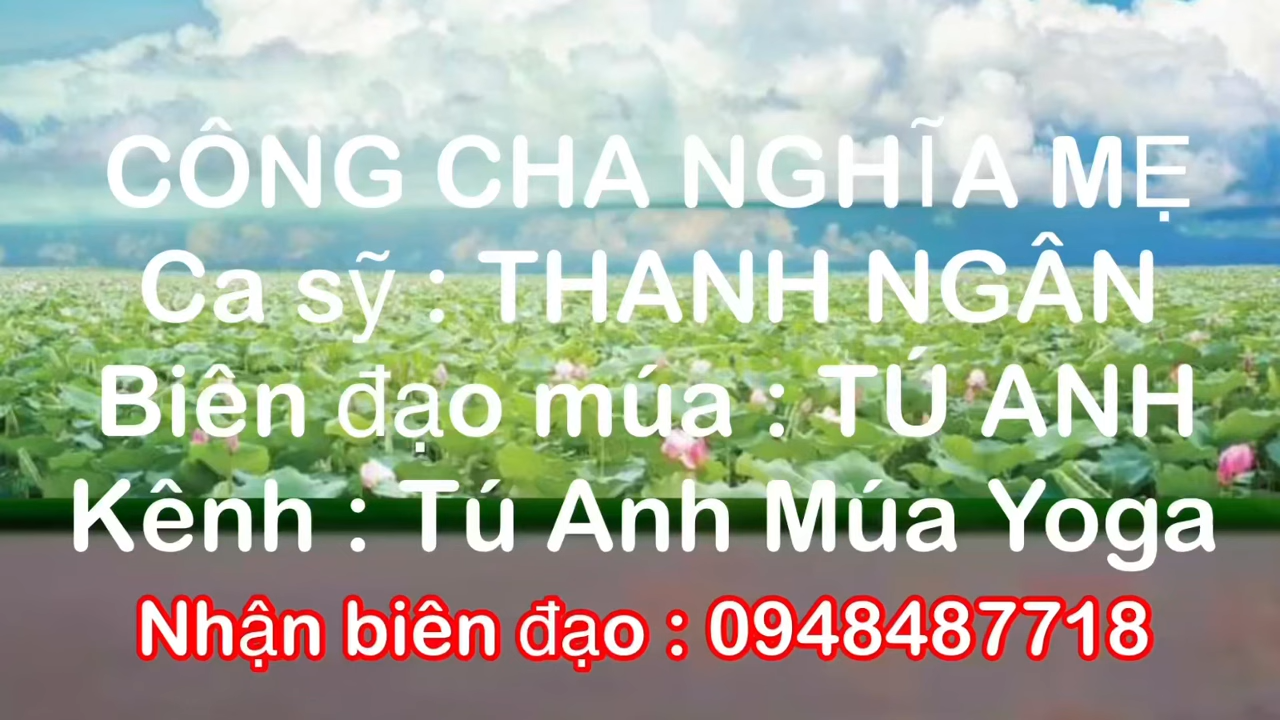 CÔNG CHA NGHĨA MẸ
Ca sỹ : THANH NGÂN
Biên đạo múa : TÚ ANH
Kênh : Tú Anh Múa Yoga
Nhận biên đạo : 0948487718